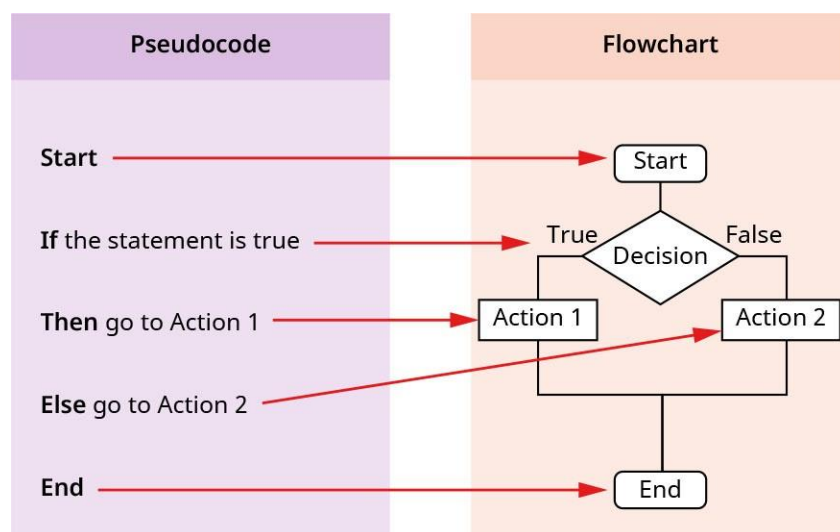 Pseudocode
Start
If the statement is true
Then go to Action 1
Else go to Action 2
End
Flowchart
Start
True
Decision
False
Action 1
Action 2
End